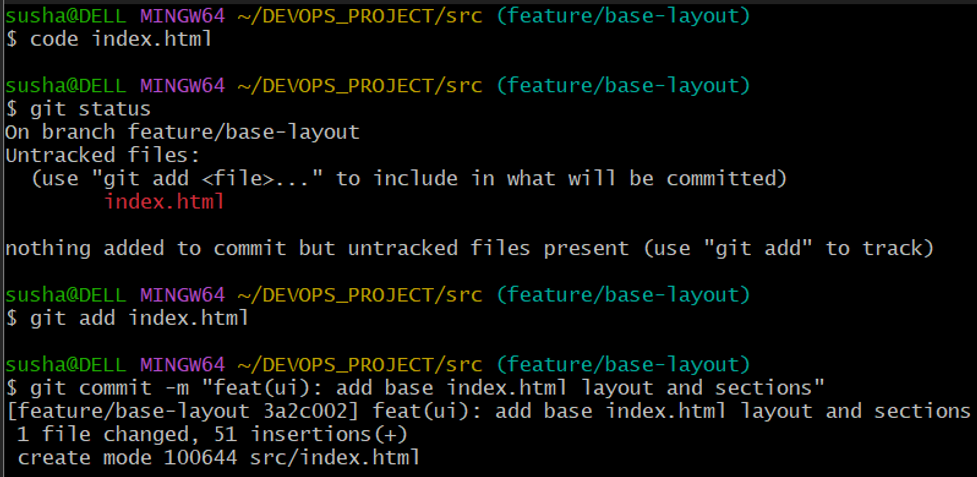 susha@DELL MINGW64 ~/DEVOPS_PROJECT/src (feature/base-layout)
$ code index.html
susha@DELL MINGW64 ~/DEVOPS_PROJECT/src (feature/base-layout)
$ git status
On branch feature/base-layout
Untracked files:
  (use "git add <file>..." to include in what will be committed)
        index.html
nothing added to commit but untracked files present (use "git add" to track)
susha@DELL MINGW64 ~/DEVOPS_PROJECT/src (feature/base-layout)
$ git add index.html
susha@DELL MINGW64 ~/DEVOPS_PROJECT/src (feature/base-layout)
$ git commit -m "feat(ui): add base index.html layout and sections"
[feature/base-layout 3a2c002] feat(ui): add base index.html layout and sections
 1 file changed, 51 insertions(+)
 create mode 100644 src/index.html